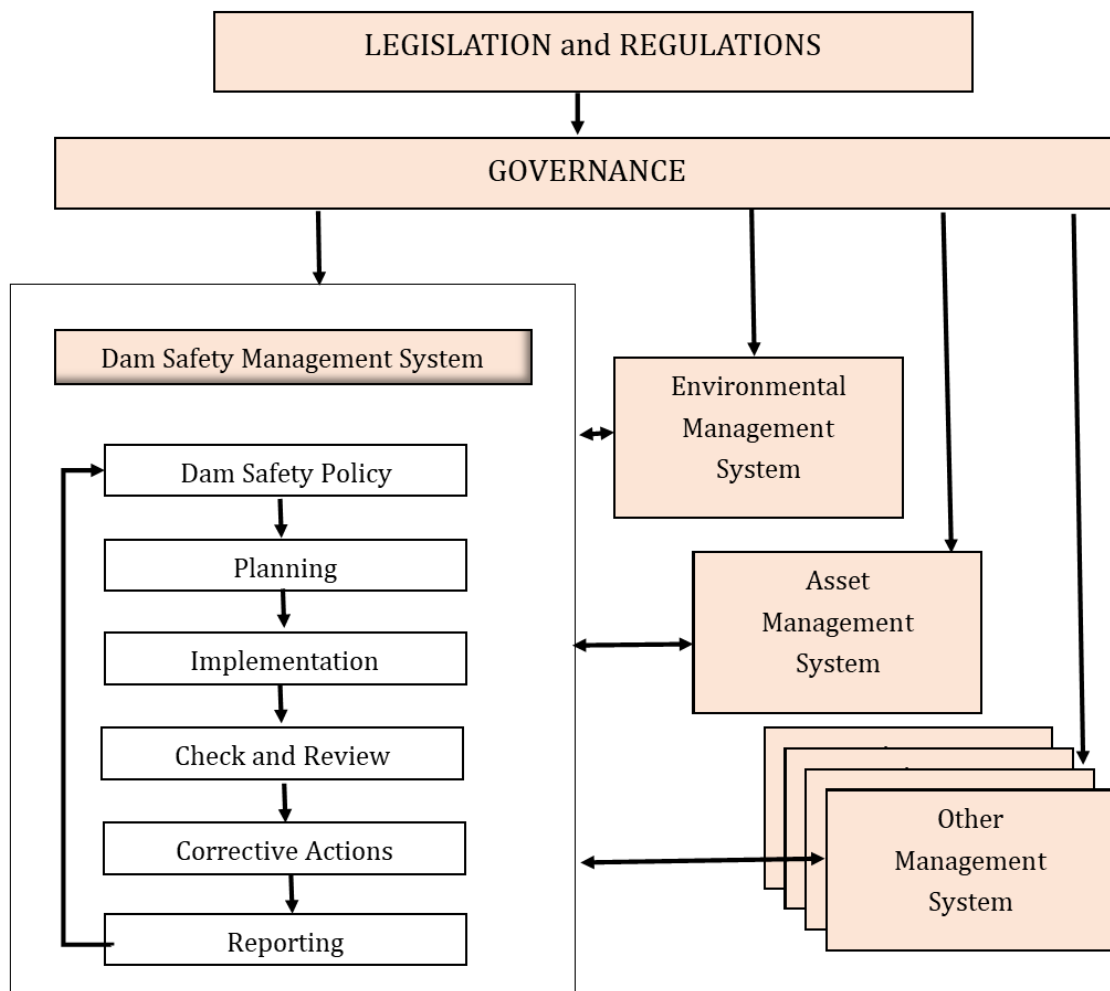 LEGISLATION and REGULATIONS
GOVERNANCE
Dam Safety Management System
Dam Safety Policy
Planning
Implementation
Check and Review
Corrective Actions
Reporting
Environmental
Management
System
Asset
Management
System
Other
Management
System